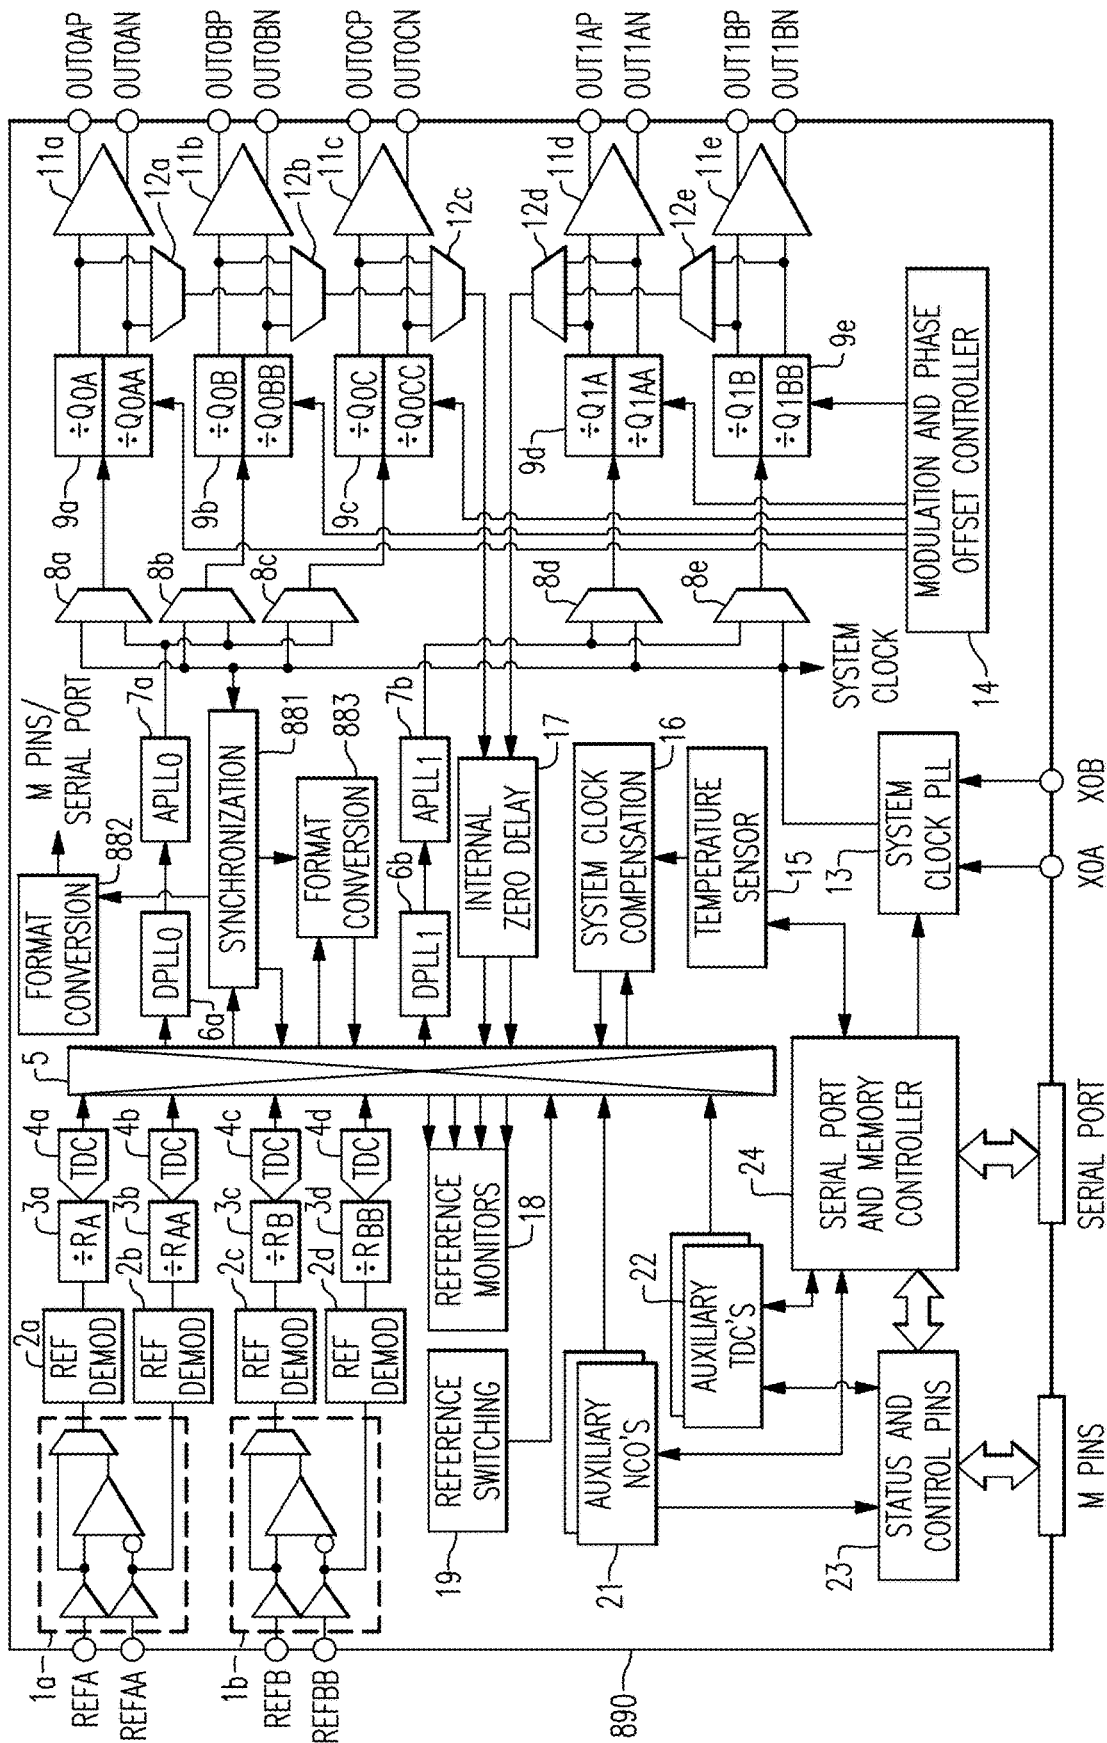 1a
REFA
REFAA
1b
REFB
REFBB
890
2a
REF
DEMOD
2b
REF
DEMOD
2c
REF
DEMOD
2d
REF
DEMOD
3a
÷RA
3b
÷RAA
3c
÷RB
3d
÷RBB
4a
TDC
4b
TDC
4c
TDC
4d
TDC
5
REFERENCE
MONITORS
18
REFERENCE
SWITCHING
19
AUXILIARY
NCO'S
21
AUXILIARY
TDC'S
22
STATUS AND
CONTROL PINS
23
M PINS
SERIAL PORT
AND MEMORY
CONTROLLER
24
SERIAL PORT
FORMAT
CONVERSION
882
M PINS/
SERIAL PORT
DPLL0
6a
APLL0
7a
SYNCHRONIZATION
881
FORMAT
CONVERSION
883
DPLL1
6b
APLL1
7b
INTERNAL
ZERO DELAY
17
SYSTEM CLOCK
COMPENSATION
16
TEMPERATURE
SENSOR
15
SYSTEM
CLOCK PLL
13
XOA
XOB
SYSTEM
CLOCK
8a
8b
8c
8d
8e
9a
÷Q0A
÷Q0AA
9b
÷Q0B
÷Q0BB
9c
÷Q0C
÷Q0CC
9d
÷Q1A
÷Q1AA
9e
÷Q1B
÷Q1BB
MODULATION AND PHASE
OFFSET CONTROLLER
14
11a
12a
11b
12b
11c
12c
11d
12d
11e
12e
OUT0AP
OUT0AN
OUT0BP
OUT0BN
OUT0CP
OUT0CN
OUT1AP
OUT1AN
OUT1BP
OUT1BN